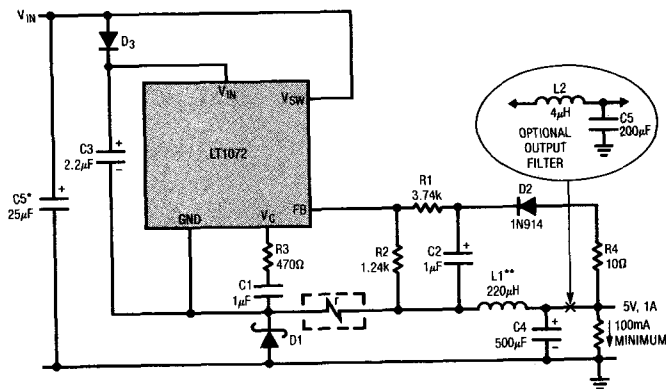 VIN
D3
VIN
VSW
L2
4µH
C5
200µF
OPTIONAL
OUTPUT
FILTER
C3
2.2µF
+
−
LT1072
C5*
25µF
+
GND
VC
FB
R1
3.74k
D2
1N914
R3
470Ω
R2
1.24k
C2
1µF
+
R4
10Ω
C1
1µF
r
L1**
220µH
5V, 1A
D1
C4
500µF
+
−
100mA
MINIMUM